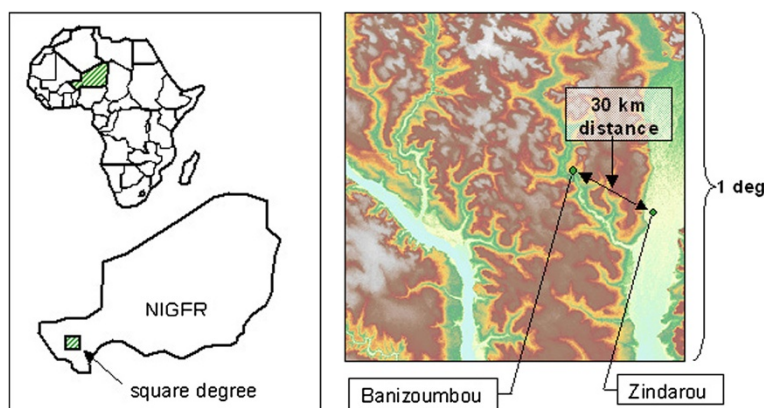 NIGFR
square degree
30 km
distance
1 deg
Banizoumbou
Zindarou